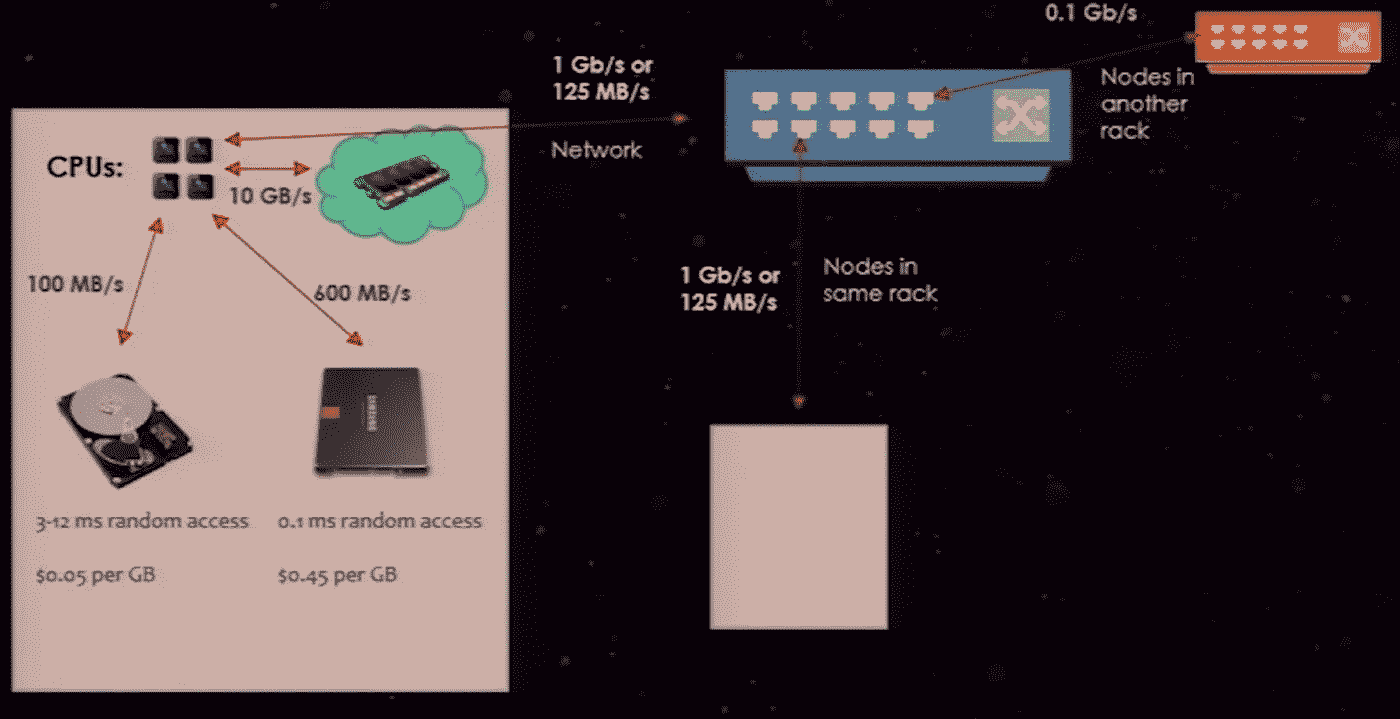 0.1 Gb/s
1 Gb/s or
125 MB/s
Network
Nodes in
another
rack
CPUs:
10 GB/s
100 MB/s
600 MB/s
1 Gb/s or
125 MB/s
Nodes in
same rack
SAMSUNG
3-12 ms random access
0.1 ms random access
$0.05 per GB
$0.45 per GB